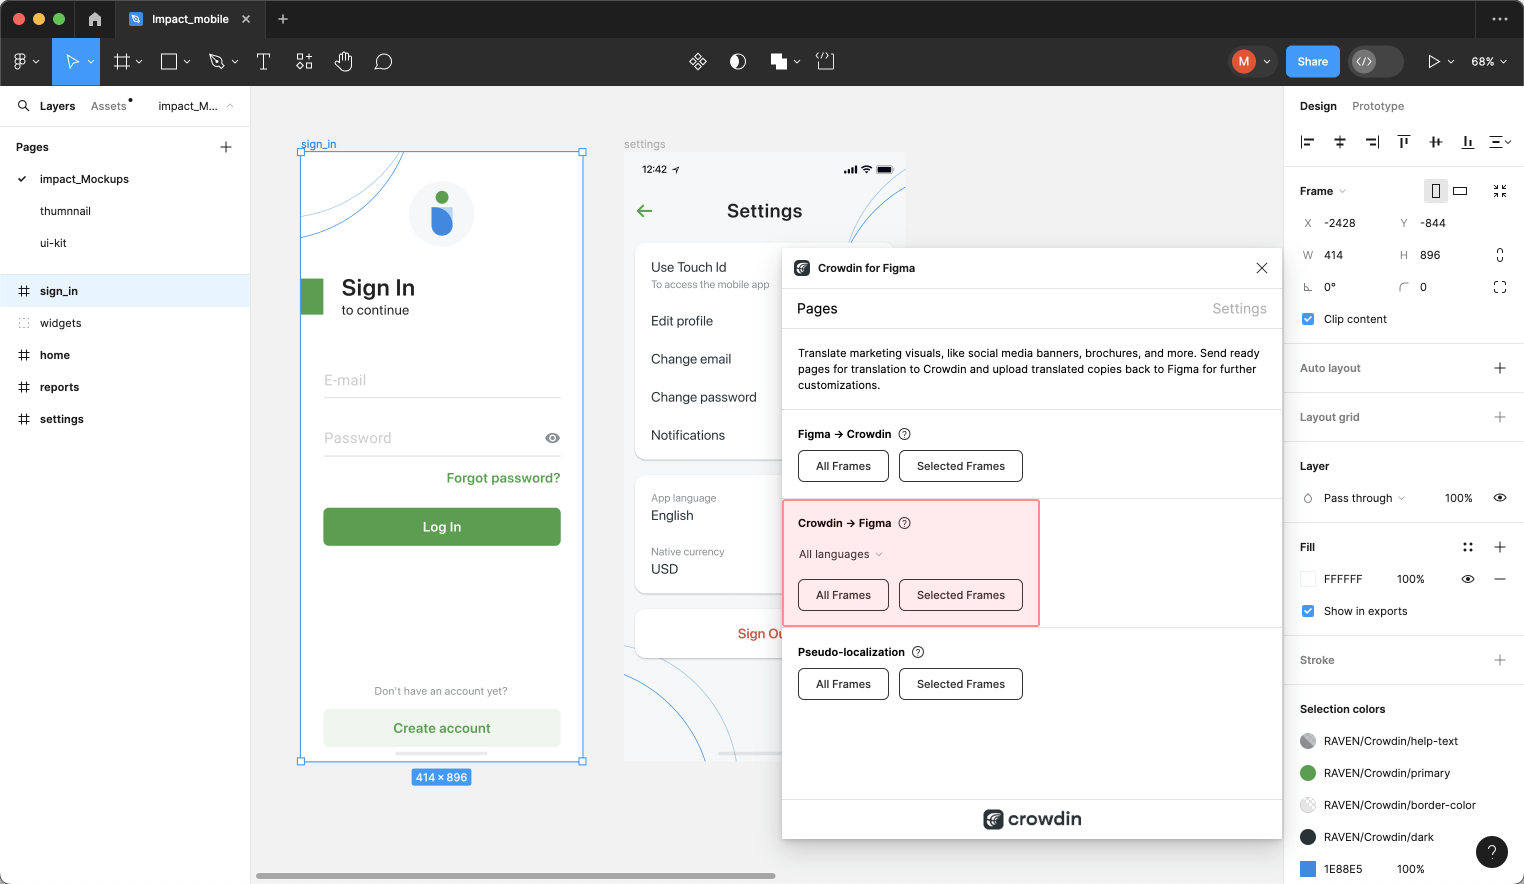 Impact_mobile
M
Share
68%
Layers
Assets
impact_M...
Pages
impact_Mockups
thumnnail
ui-kit
sign_in
widgets
home
reports
settings
sign_in
Sign In
to continue
E-mail
Password
Forgot password?
Log In
Don't have an account yet?
Create account
414 × 896
settings
12:42
Settings
Use Touch Id
To access the mobile app
Edit profile
Change email
Change password
Notifications
App language
English
Native currency
USD
Sign Ou
Crowdin for Figma
Pages
Settings
Translate marketing visuals, like social media banners, brochures, and more. Send ready
pages for translation to Crowdin and upload translated copies back to Figma for further
customizations.
Figma → Crowdin ?
All Frames
Selected Frames
Crowdin → Figma ?
All languages
All Frames
Selected Frames
Pseudo-localization ?
All Frames
Selected Frames
crowdin
Design
Prototype
Frame
X -2428 Y -844
W 414 H 896
0° 0
Clip content
Auto layout
Layout grid
Layer
Pass through 100%
Fill
FFFFFF 100%
Show in exports
Stroke
Selection colors
RAVEN/Crowdin/help-text
RAVEN/Crowdin/primary
RAVEN/Crowdin/border-color
RAVEN/Crowdin/dark
1E88E5 100%
?